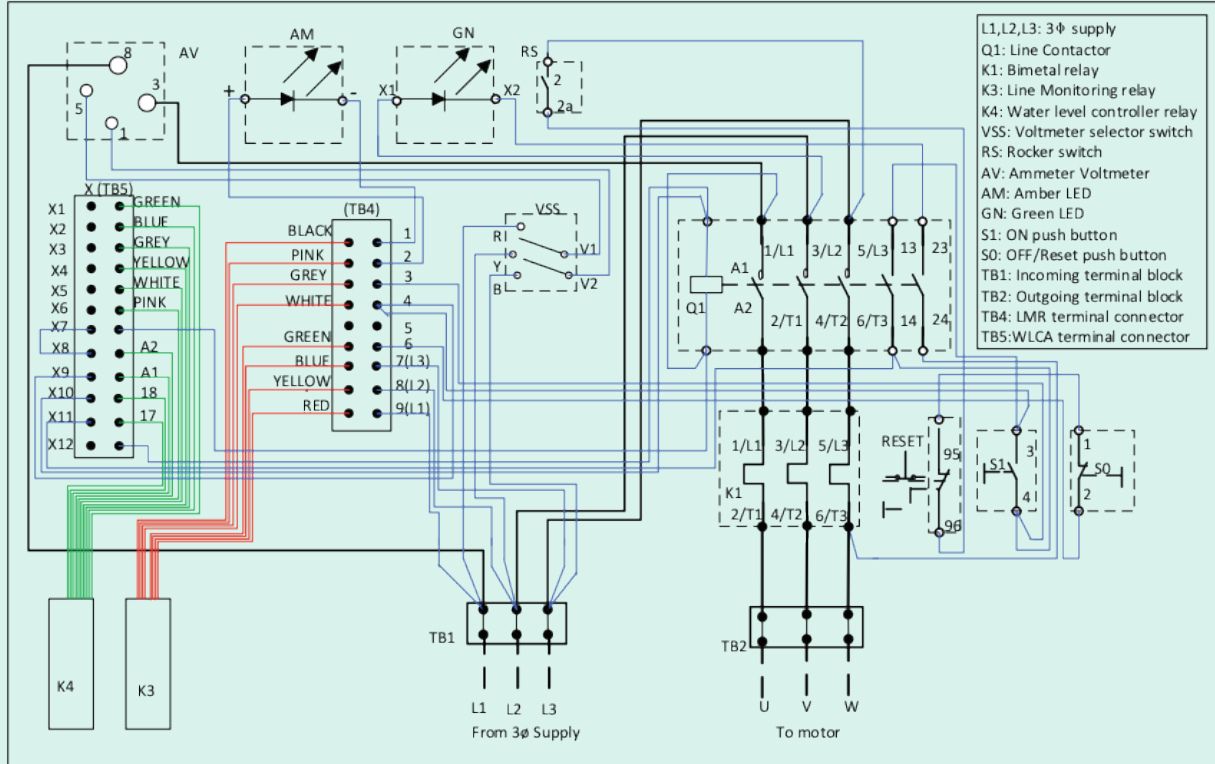 L1,L2,L3: 3Φ supply
Q1: Line Contactor
K1: Bimetal relay
K3: Line Monitoring relay
K4: Water level controller relay
VSS: Voltmeter selector switch
RS: Rocker switch
AV: Ammeter Voltmeter
AM: Amber LED
GN: Green LED
S1: ON push button
S0: OFF/Reset push button
TB1: Incoming terminal block
TB2: Outgoing terminal block
TB4: LMR terminal connector
TB5:WLCA terminal connector
AV
8
3
5
1
AM
+
-
GN
X1
X2
RS
2
2a
X (TB5)
X1
X2
X3
X4
X5
X6
X7
X8
X9
X10
X11
X12
GREEN
BLUE
GREY
YELLOW
WHITE
PINK
A2
A1
18
17
(TB4)
BLACK
PINK
GREY
WHITE
GREEN
BLUE
YELLOW
RED
1
2
3
4
5
6
7(L3)
8(L2)
9(L1)
VSS
R
Y
B
V1
V2
1/L1
3/L2
5/L3
13
23
A1
A2
Q1
2/T1
4/T2
6/T3
14
24
1/L1
3/L2
5/L3
K1
2/T1
4/T2
6/T3
RESET
95
96
3
S1
4
1
S0
2
K4
K3
TB1
L1
L2
L3
From 3ø Supply
TB2
U
V
W
To motor